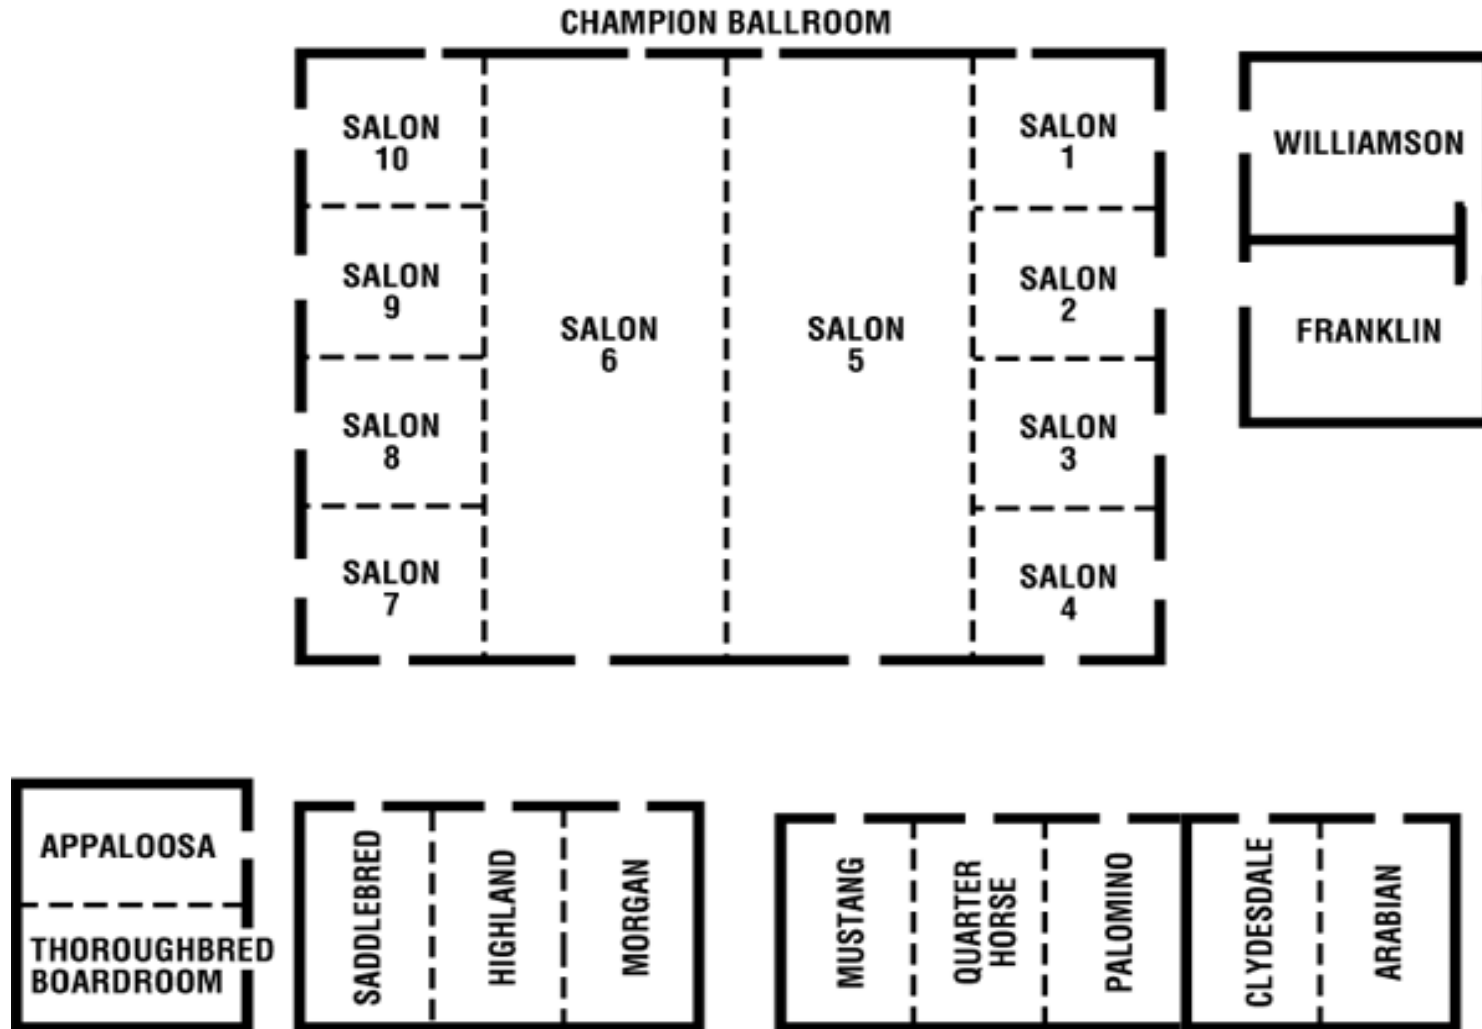 CHAMPION BALLROOM
SALON
10
SALON
9
SALON
8
SALON
7
SALON
6
SALON
5
SALON
1
SALON
2
SALON
3
SALON
4
WILLIAMSON
FRANKLIN
APPALOOSA
THOROUGHBRED
BOARDROOM
SADDLEBRED
HIGHLAND
MORGAN
MUSTANG
QUARTER
HORSE
PALOMINO
CLYDESDALE
ARABIAN